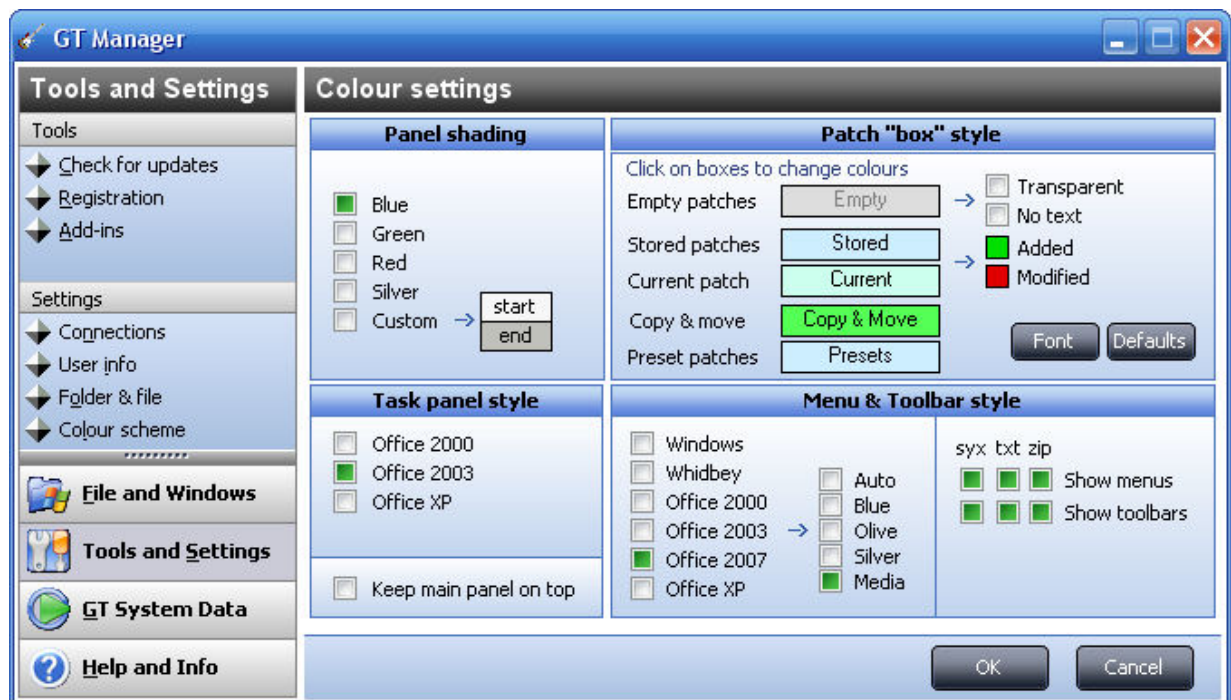 GT Manager
Tools and Settings
Tools
Check for updates
Registration
Add-ins
Settings
Connections
User info
Folder & file
Colour scheme
File and Windows
Tools and Settings
GT System Data
Help and Info
Colour settings
Panel shading
Blue
Green
Red
Silver
Custom
start
end
Patch "box" style
Click on boxes to change colours
Empty patches Empty
Transparent
No text
Stored patches Stored
Added
Modified
Current patch Current
Copy & move Copy & Move
Preset patches Presets
Font Defaults
Task panel style
Office 2000
Office 2003
Office XP
Keep main panel on top
Menu & Toolbar style
Windows
Whidbey
Office 2000
Office 2003
Office 2007
Office XP
Auto
Blue
Olive
Silver
Media
syx txt zip
Show menus
Show toolbars
OK Cancel